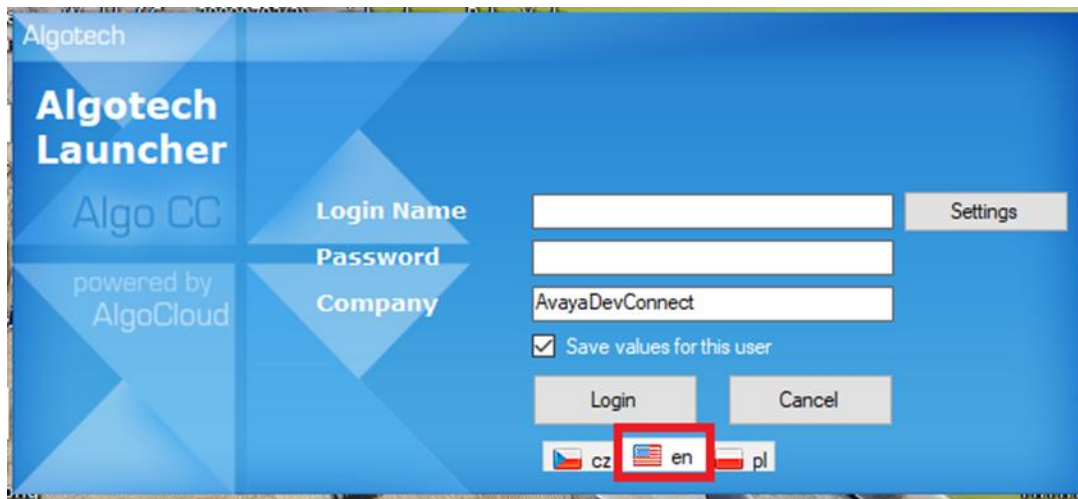 Algotech
Algotech
Launcher
Algo CC
powered by
AlgoCloud
Login Name
Settings
Password
Company
AvayaDevConnect
Save values for this user
Login
Cancel
cz
en
pl